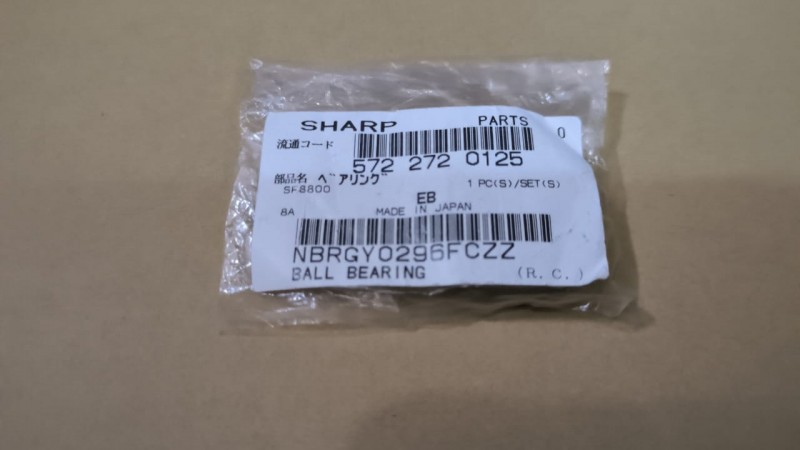 SHARP PARTS
0
流通コード
572 272 0125
部品名 ベアリング
SF8800 1 PC(S)/SET(S)
EB
8A MADE IN JAPAN
NBRGY0296FCZZ
BALL BEARING (R.C.)